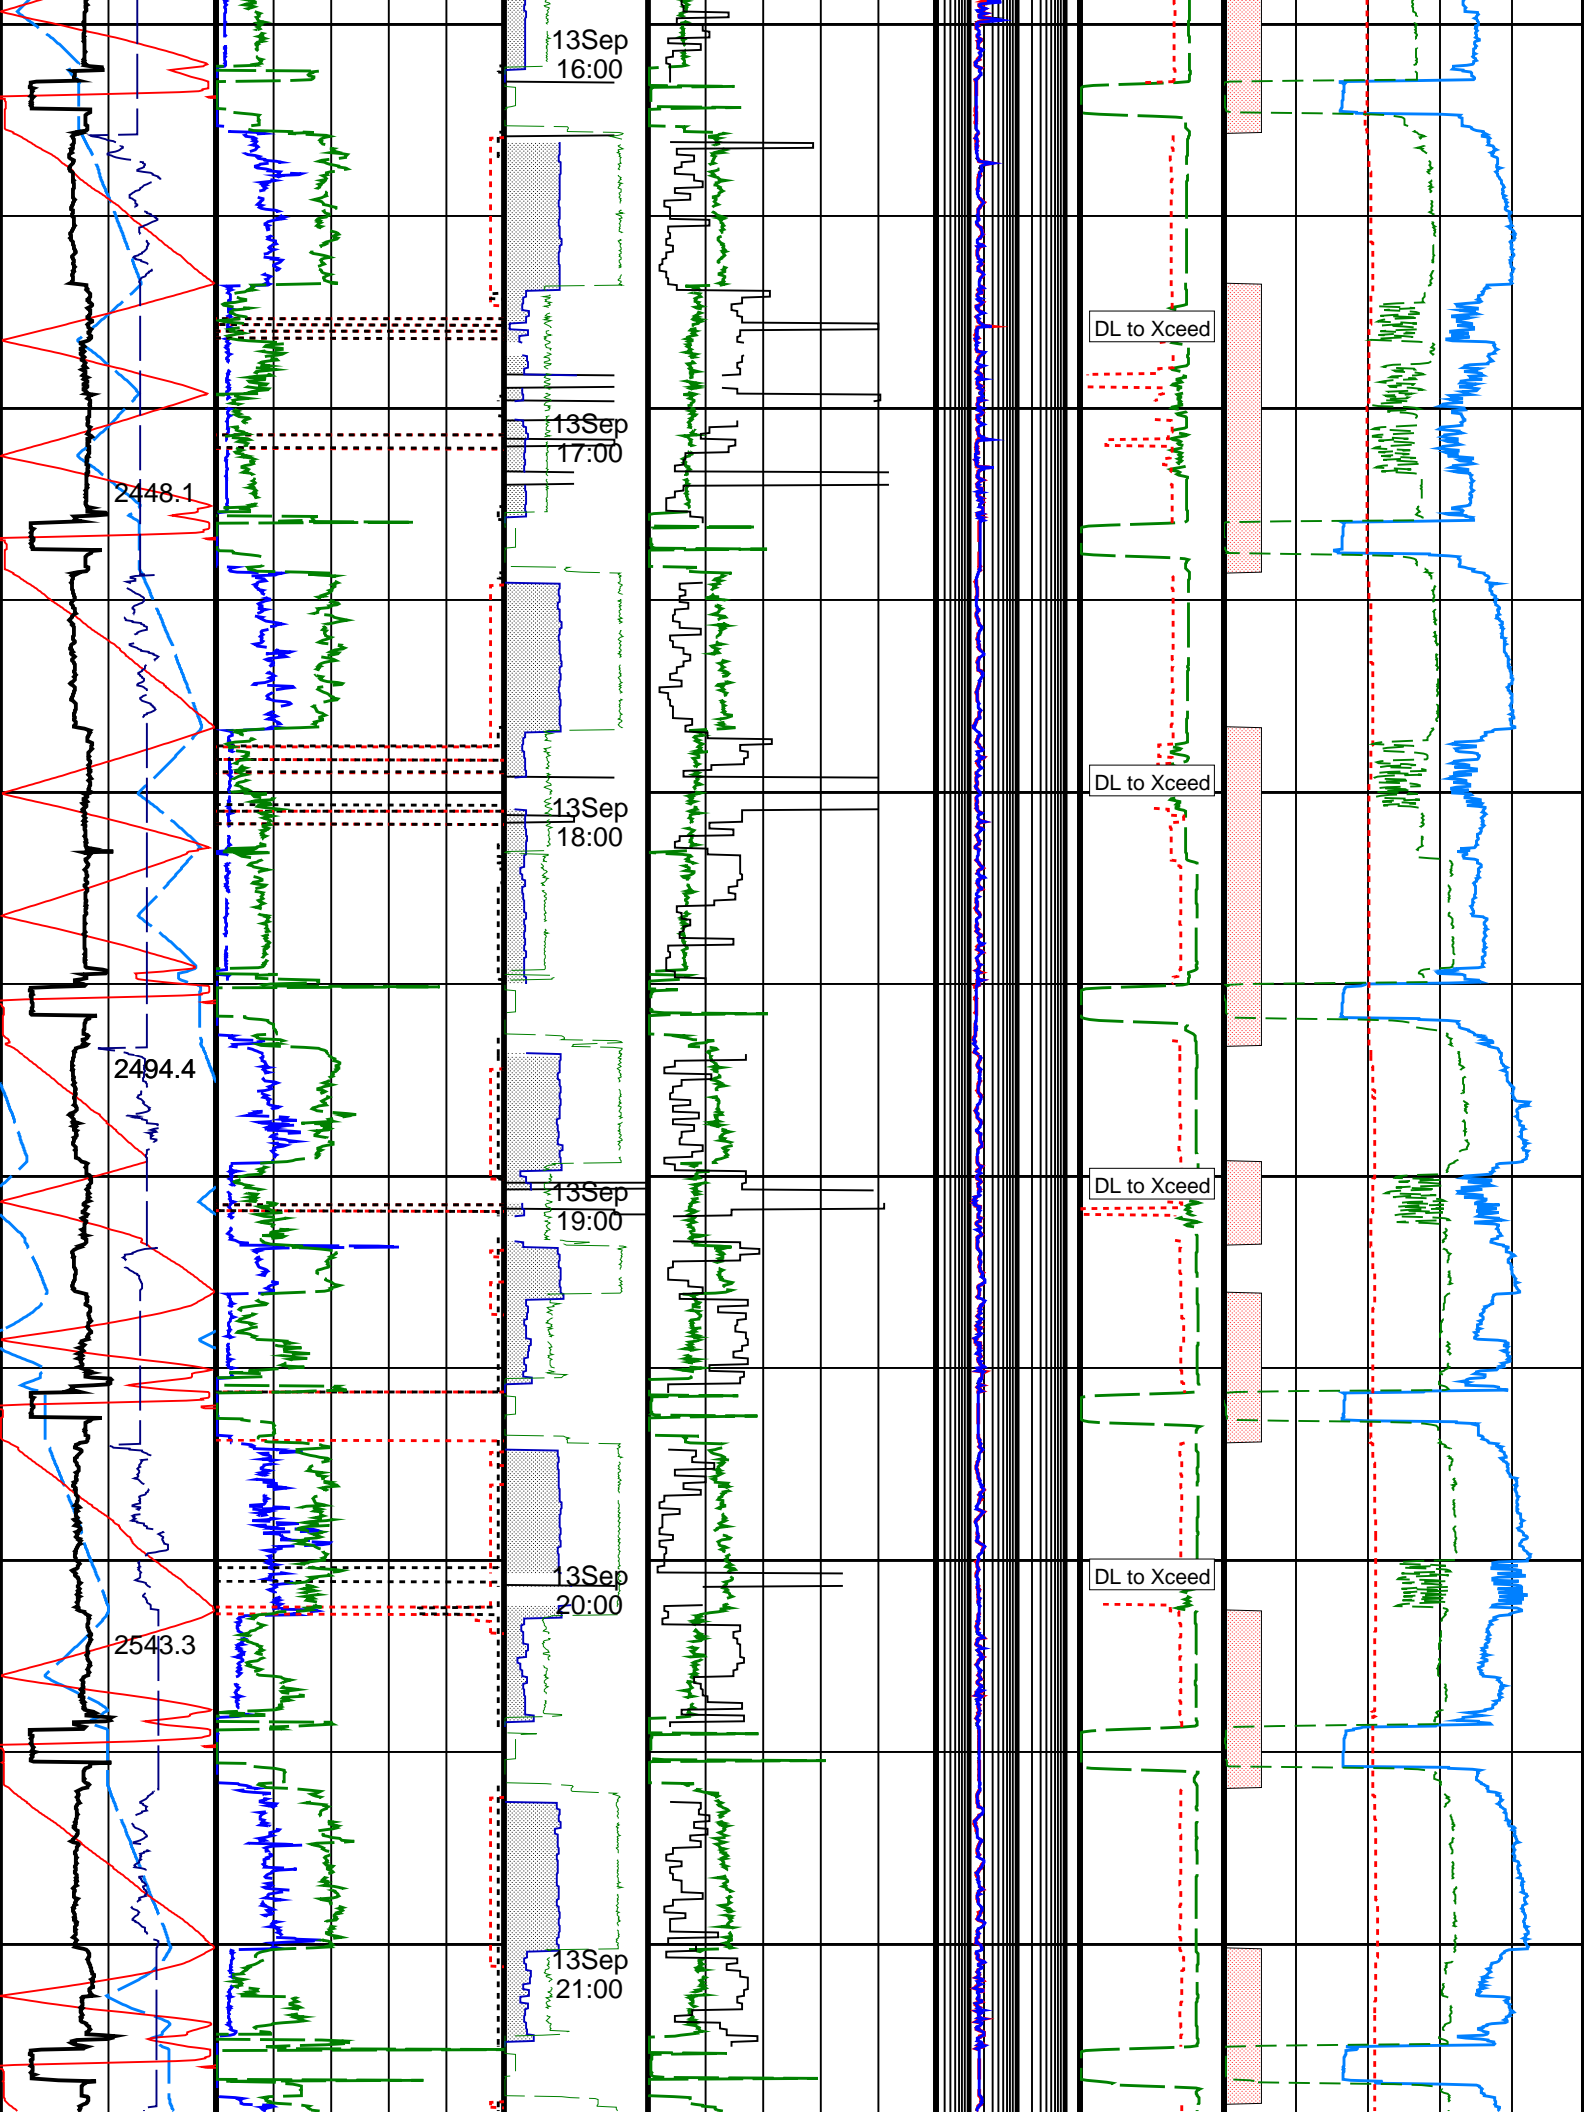 13Sep
16:00
DL to Xceed
13Sep
17:00
2448.1
DL to Xceed
13Sep
18:00
2494.4
DL to Xceed
13Sep
19:00
DL to Xceed
13Sep
20:00
2543.3
13Sep
21:00